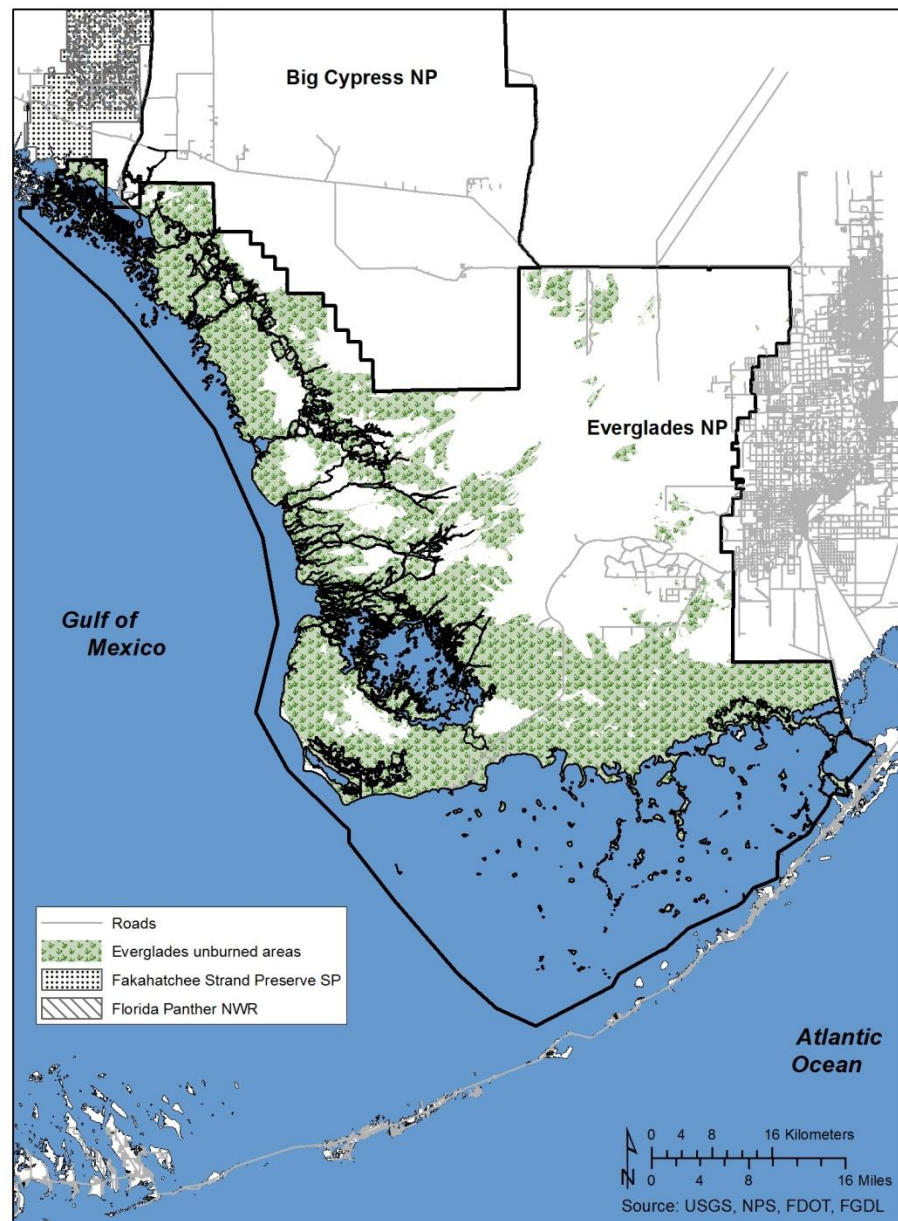 Big Cypress NP
Everglades NP
Gulf of
Mexico
Roads
Everglades unburned areas
Fakahatchee Strand Preserve SP
Florida Panther NWR
Atlantic
Ocean
N
0 4 8 16 Kilometers
0 4 8 16 Miles
Source: USGS, NPS, FDOT, FGDL